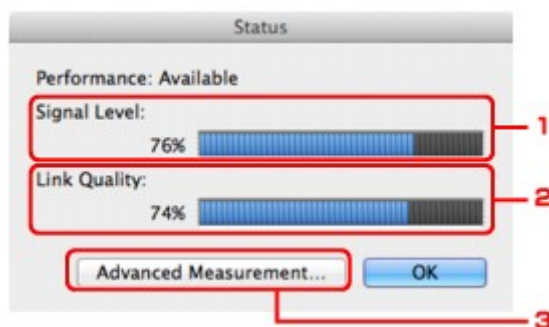 Status
Performance: Available
Signal Level:
1
76%
Link Quality:
2
74%
Advanced Measurement...
OK
3